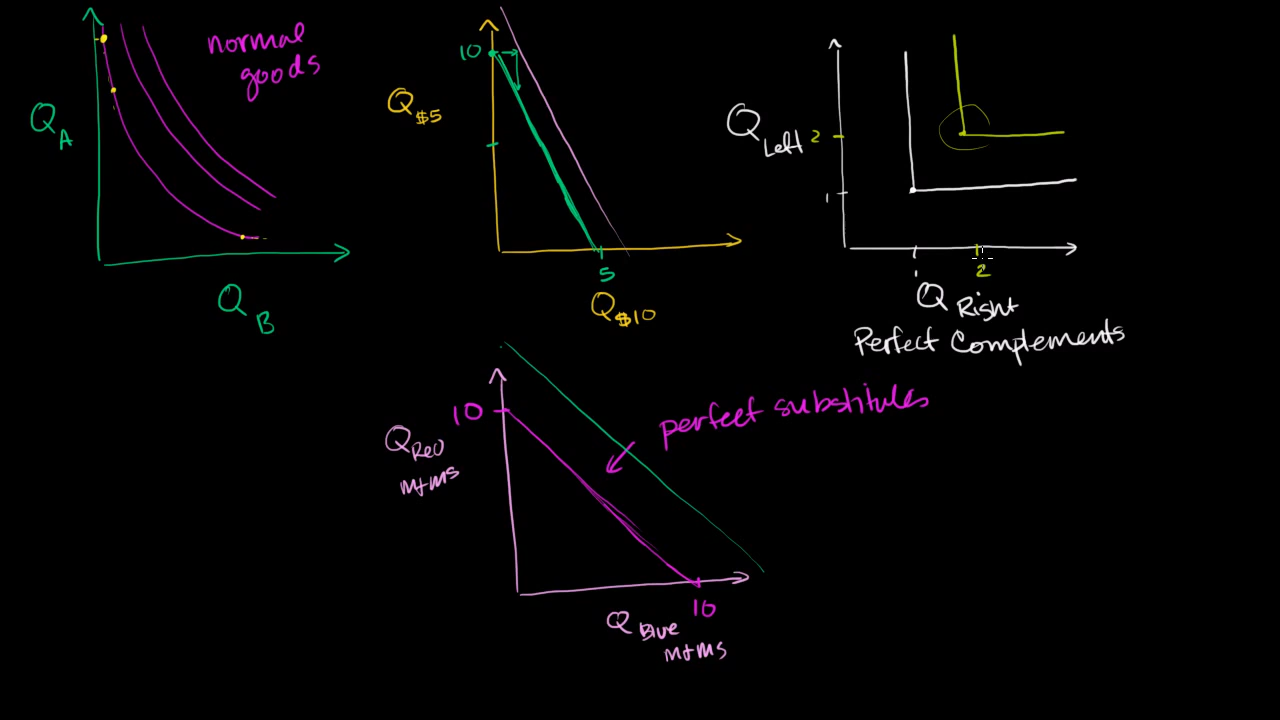 normal
goods
Q A
Q B
10
Q $5
5
Q $10
Q Left
2
1
1
2
Q Right
Perfect Complements
10
Q Red
m+ms
perfect substitutes
10
Q Blue
m+ms